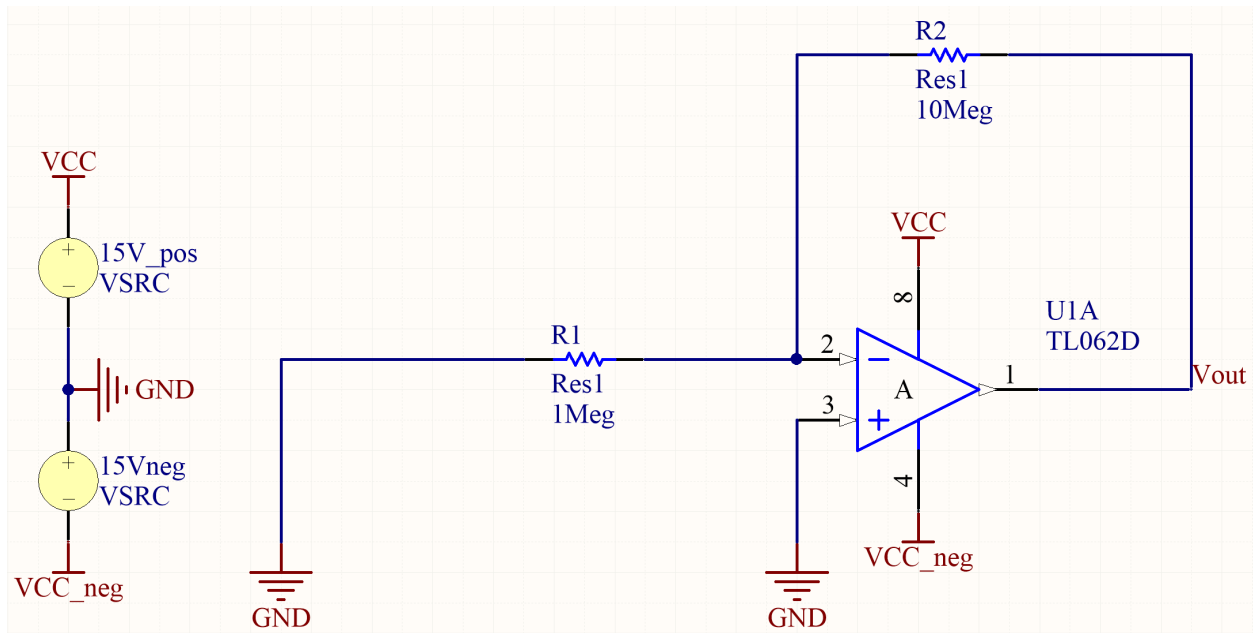 R2
Res1
10Meg
VCC
15V_pos
VSRC
GND
15Vneg
VSRC
VCC_neg
R1
Res1
1Meg
GND
VCC
8
U1A
TL062D
2
A
1
Vout
3
4
VCC_neg
GND